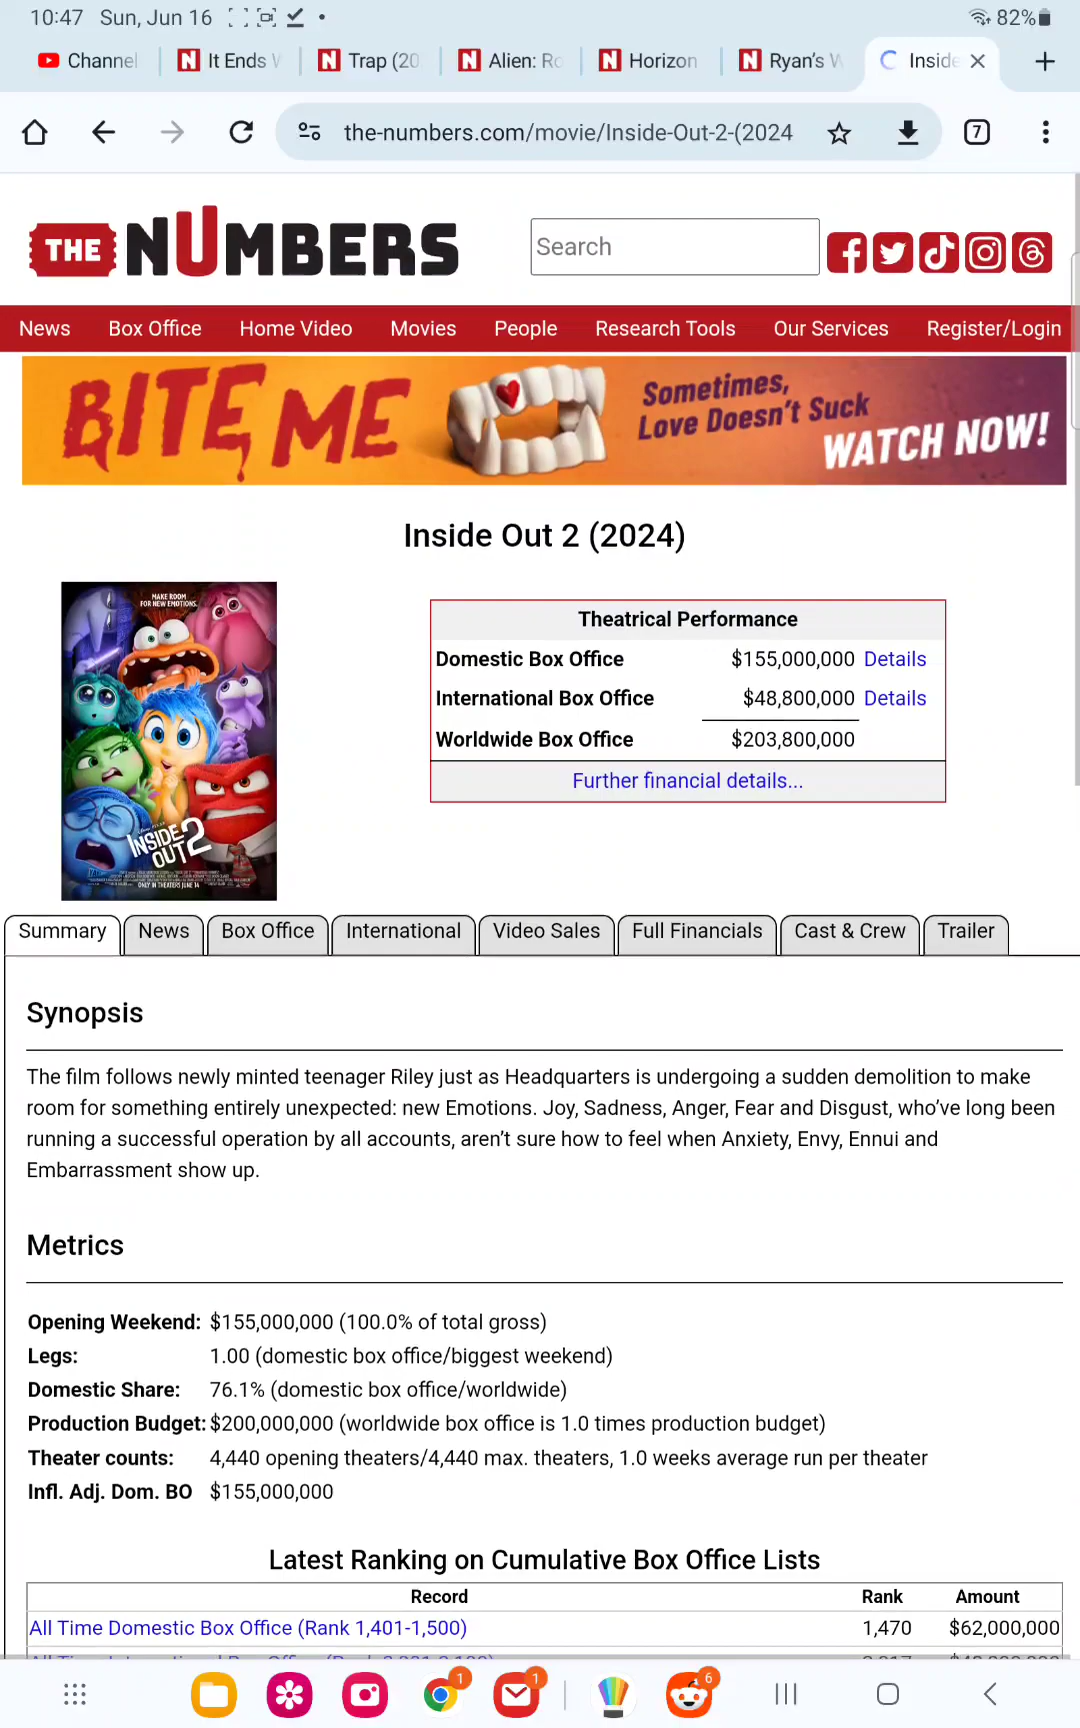 10:47 Sun, Jun 16
82%
Channel
It Ends
Trap (20
Alien: Ro
Horizon
Ryan's W
Inside
the-numbers.com/movie/Inside-Out-2-(2024
7
THE NUMBERS
Search
News Box Office Home Video Movies People Research Tools Our Services Register/Login
BITE ME
Sometimes,
Love Doesn't Suck
WATCH NOW!
Inside Out 2 (2024)
MAKE ROOM
FOR NEW EMOTIONS.
INSIDE
OUT 2
ONLY IN THEATERS JUNE 14
Theatrical Performance
Domestic Box Office $155,000,000 Details
International Box Office $48,800,000 Details
Worldwide Box Office $203,800,000
Further financial details...
Summary News Box Office International Video Sales Full Financials Cast & Crew Trailer
Synopsis
The film follows newly minted teenager Riley just as Headquarters is undergoing a sudden demolition to make
room for something entirely unexpected: new Emotions. Joy, Sadness, Anger, Fear and Disgust, who've long been
running a successful operation by all accounts, aren't sure how to feel when Anxiety, Envy, Ennui and
Embarrassment show up.
Metrics
Opening Weekend: $155,000,000 (100.0% of total gross)
Legs: 1.00 (domestic box office/biggest weekend)
Domestic Share: 76.1% (domestic box office/worldwide)
Production Budget: $200,000,000 (worldwide box office is 1.0 times production budget)
Theater counts: 4,440 opening theaters/4,440 max. theaters, 1.0 weeks average run per theater
Infl. Adj. Dom. BO $155,000,000
Latest Ranking on Cumulative Box Office Lists
Record Rank Amount
All Time Domestic Box Office (Rank 1,401-1,500) 1,470 $62,000,000
1
1
6